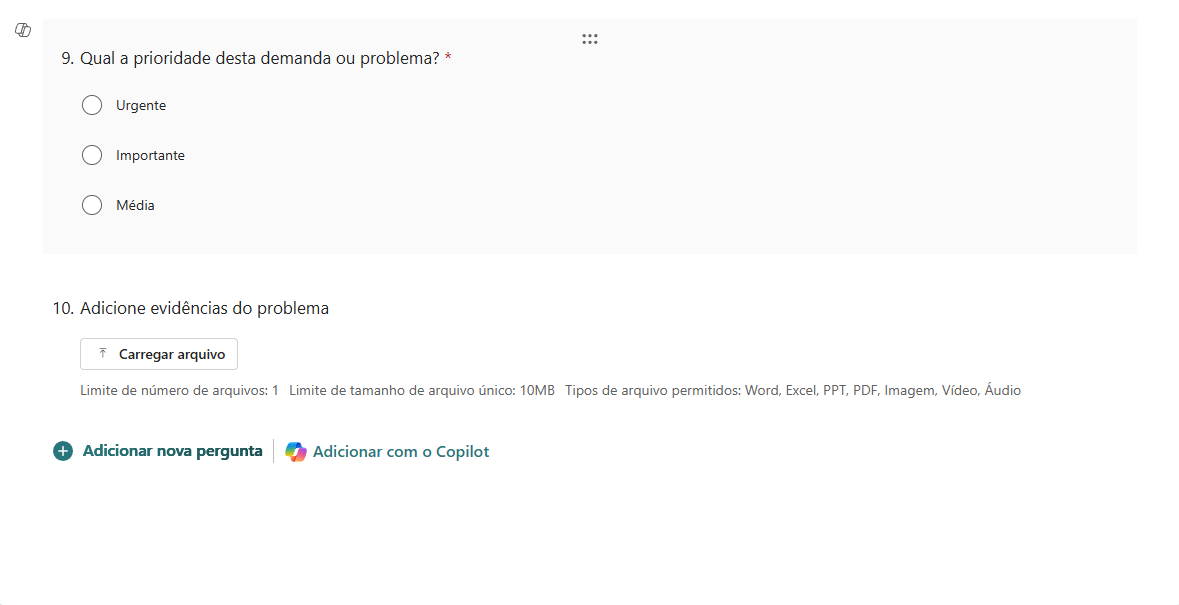 9. Qual a prioridade desta demanda ou problema? *
Urgente
Importante
Média
10. Adicione evidências do problema
Carregar arquivo
Limite de número de arquivos: 1 Limite de tamanho de arquivo único: 10MB Tipos de arquivo permitidos: Word, Excel, PPT, PDF, Imagem, Vídeo, Áudio
Adicionar nova pergunta Adicionar com o Copilot